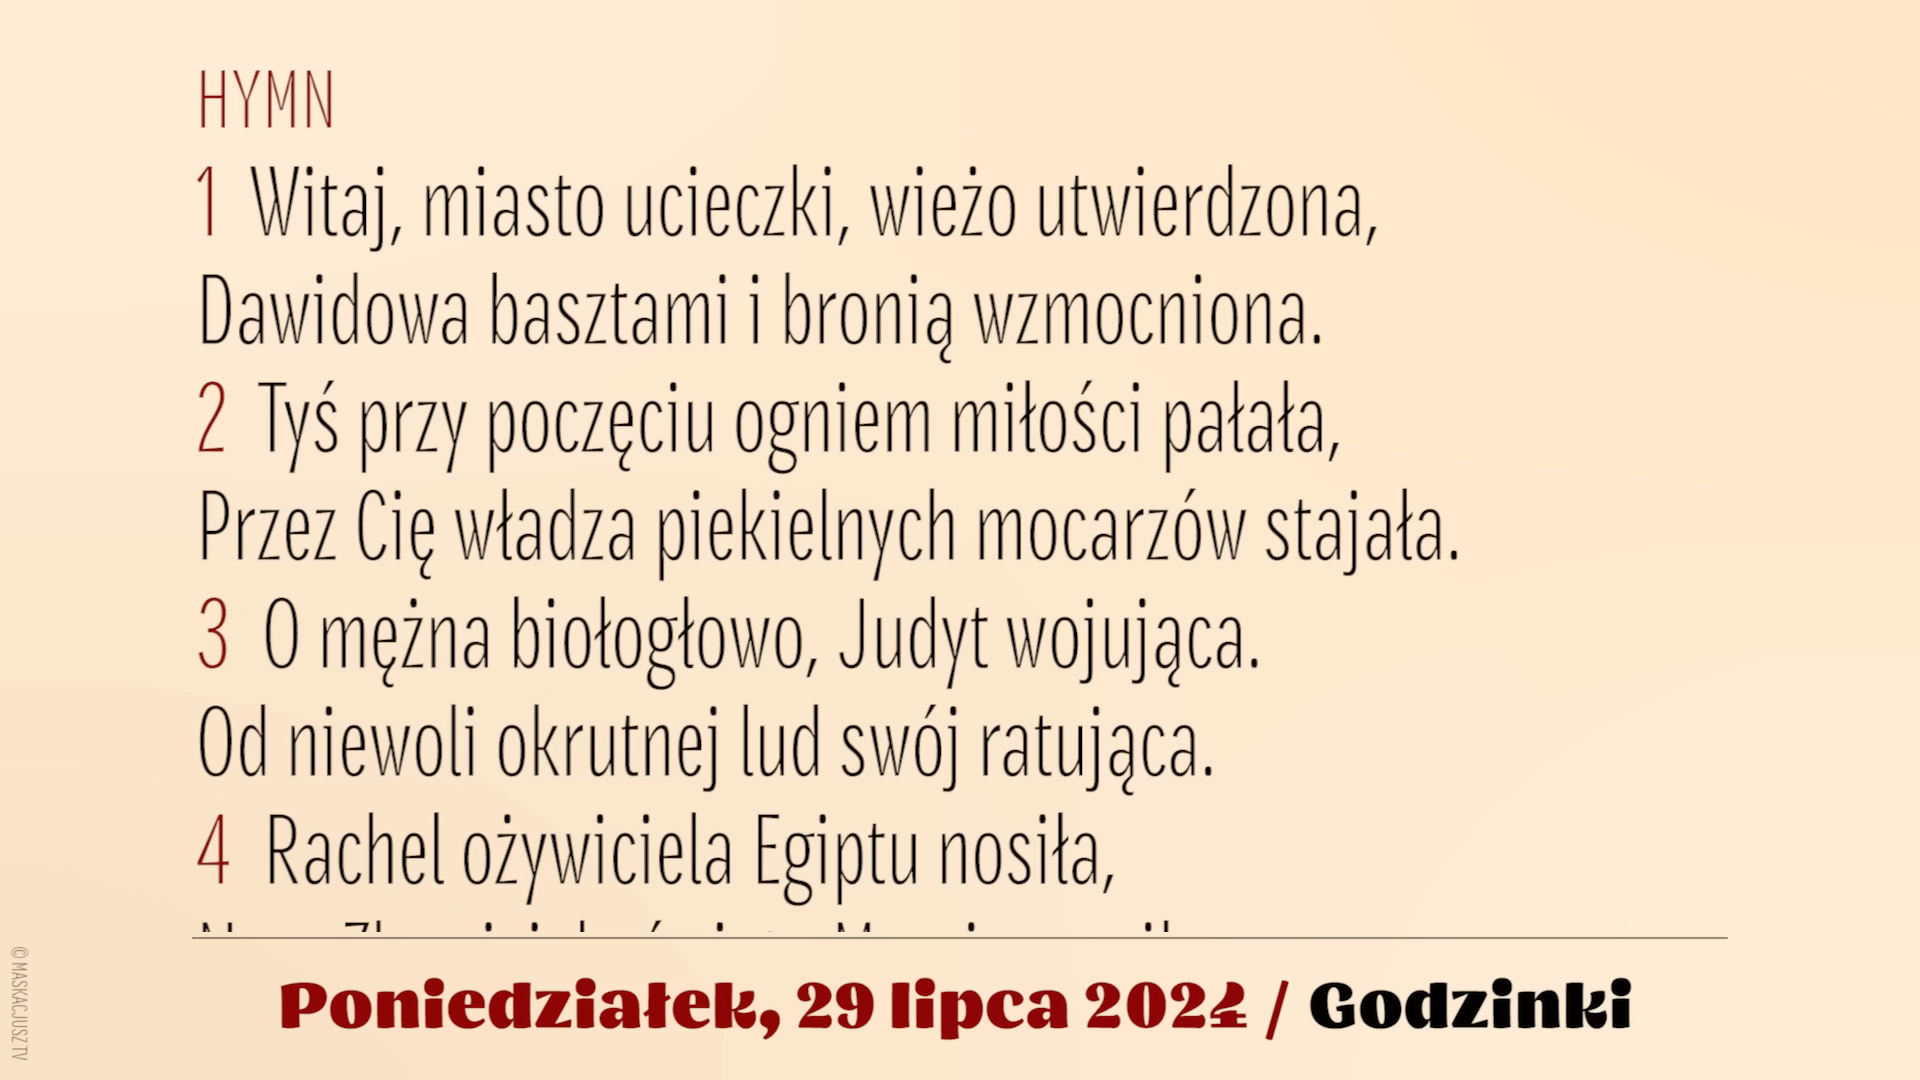 HYMN
1 Witaj, miasto ucieczki, wieżo utwierdzona,
Dawidowa basztami i bronią wzmocniona.
2 Tyś przy poczęciu ogniem miłości pałała,
Przez Cię władza piekielnych mocarzów stajała.
3 O mężna biołogłowo, Judyt wojująca.
Od niewoli okrutnej lud swój ratująca.
4 Rachel ożywiciela Egiptu nosiła,
Poniedziałek, 29 lipca 2024 / Godzinki
© MASKACJUSZ TV